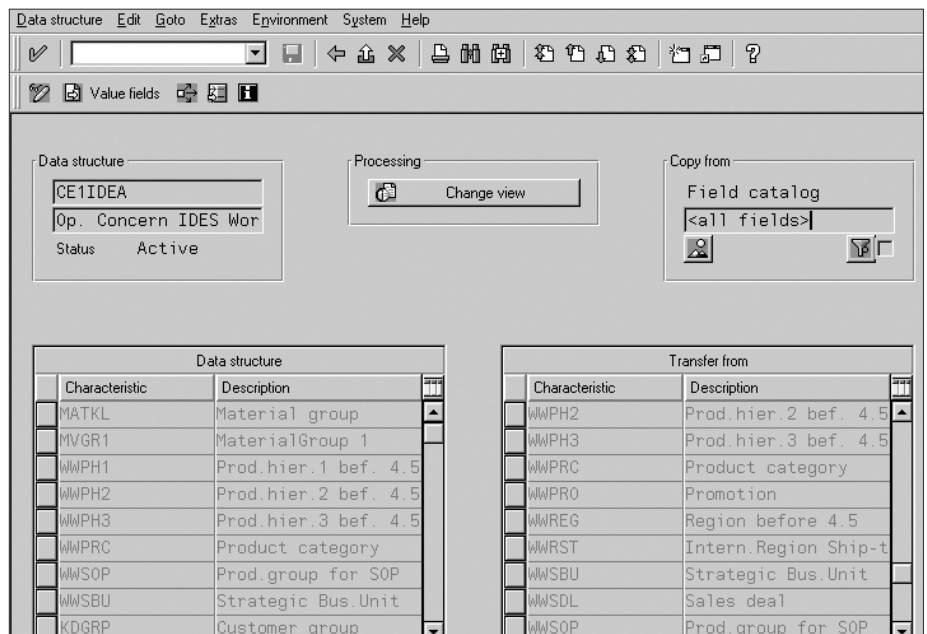 Data structure Edit Goto Extras Environment System Help
Value fields
Data structure
CE1IDEA
Op. Concern IDES Wor
Status Active
Processing
Change view
Copy from
Field catalog
<all fields>
Data structure
Characteristic Description
MATKL Material group
MVGR1 MaterialGroup 1
WWPH1 Prod.hier.1 bef. 4.5
WWPH2 Prod.hier.2 bef. 4.5
WWPH3 Prod.hier.3 bef. 4.5
WWPRC Product category
WWSOP Prod.group for SOP
WWSBU Strategic Bus.Unit
KDGRP Customer group
Transfer from
Characteristic Description
WWPH2 Prod.hier.2 bef. 4.5
WWPH3 Prod.hier.3 bef. 4.5
WWPRC Product category
WWPRO Promotion
WWREG Region before 4.5
WWRST Intern.Region Ship-t
WWSBU Strategic Bus.Unit
WWSDL Sales deal
WWSOP Prod.group for SOP